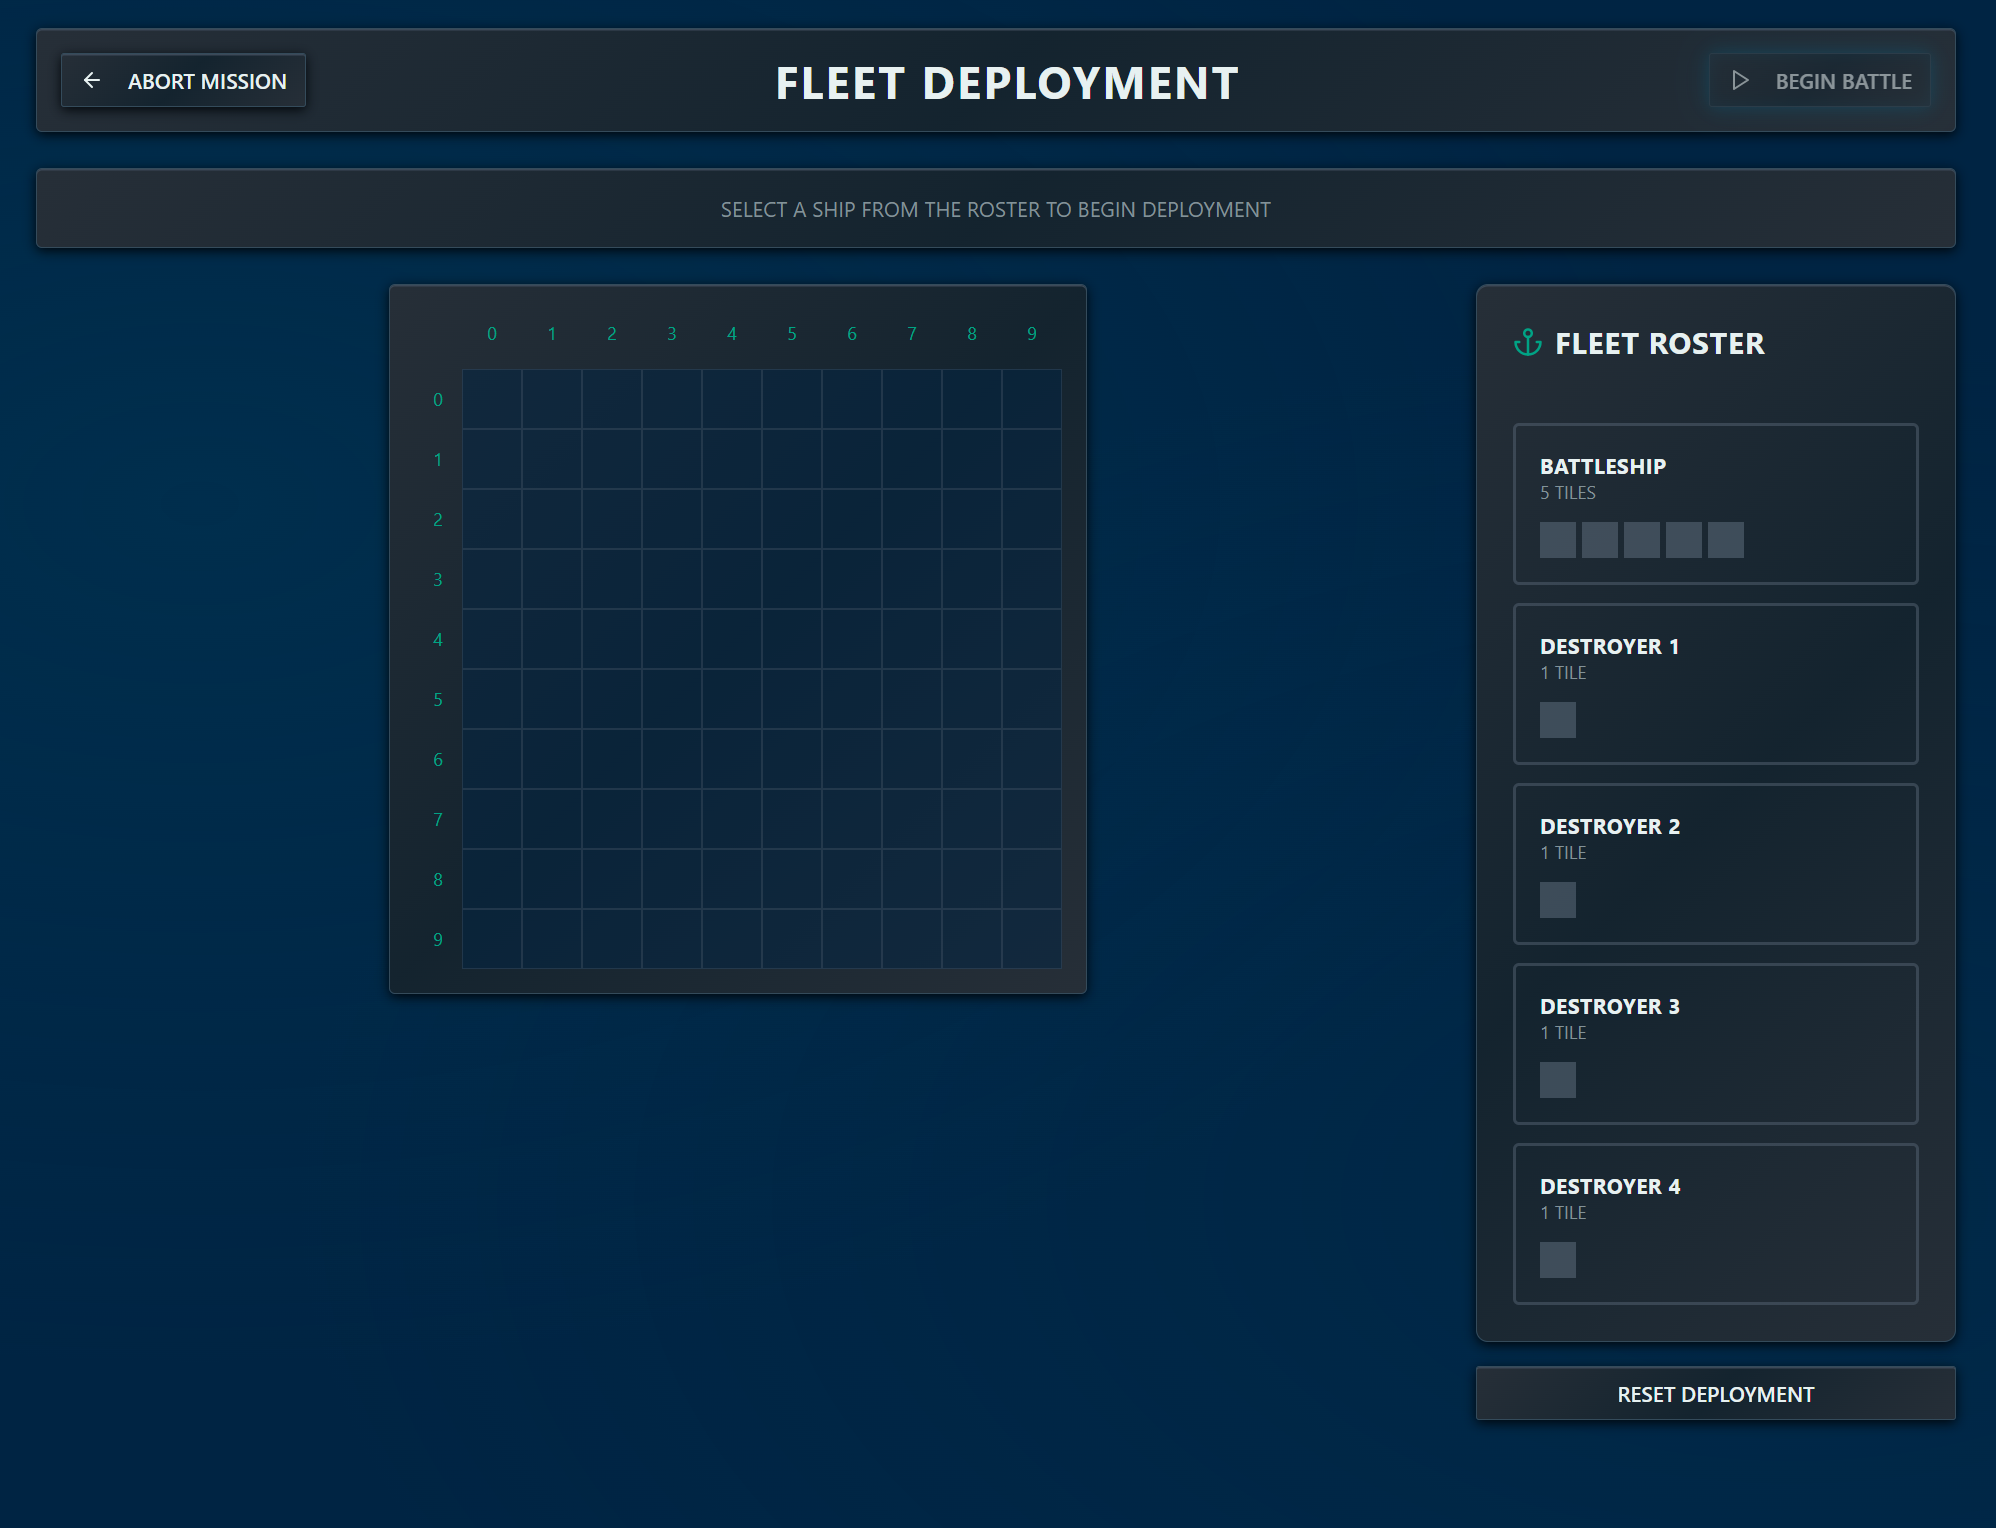 ABORT MISSION
FLEET DEPLOYMENT
BEGIN BATTLE
SELECT A SHIP FROM THE ROSTER TO BEGIN DEPLOYMENT
0 1 2 3 4 5 6 7 8 9
0
1
2
3
4
5
6
7
8
9
FLEET ROSTER
BATTLESHIP
5 TILES
DESTROYER 1
1 TILE
DESTROYER 2
1 TILE
DESTROYER 3
1 TILE
DESTROYER 4
1 TILE
RESET DEPLOYMENT